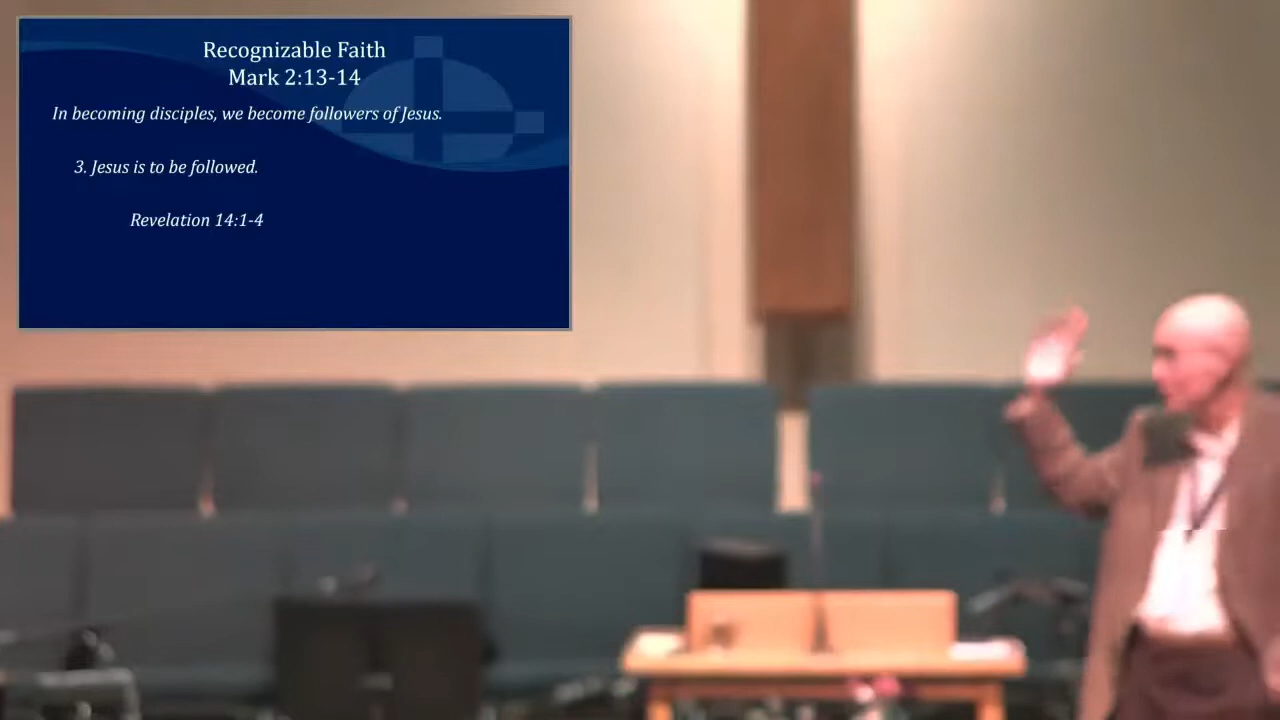 Recognizable Faith
Mark 2:13-14
In becoming disciples, we become followers of Jesus.
3. Jesus is to be followed.
Revelation 14:1-4